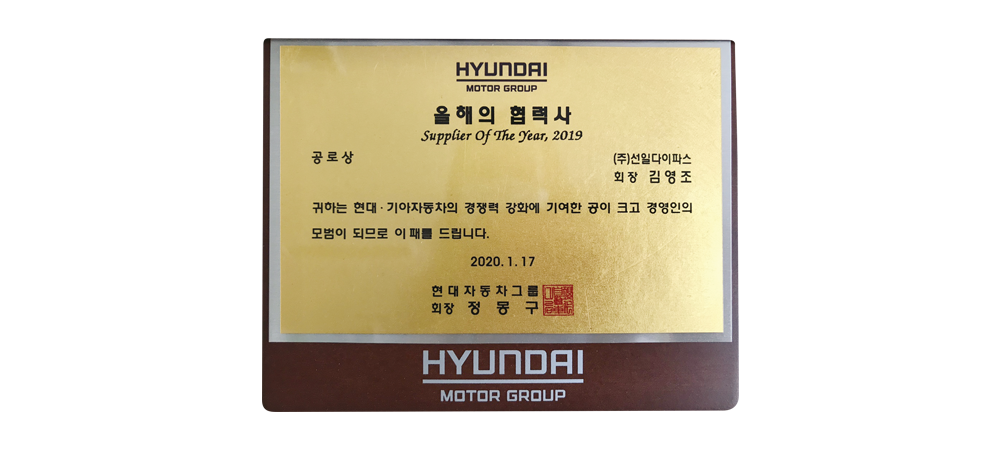 HYUNDAI
MOTOR GROUP
올해의 협력사
Supplier Of The Year, 2019
공로상
(주)선일다이파스
회장 김영조
귀하는 현대·기아자동차의 경쟁력 강화에 기여한 공이 크고 경영인의
모범이 되므로 이 패를 드립니다.
2020. 1. 17
현대자동차그룹
회장 정몽구
HYUNDAI
MOTOR GROUP